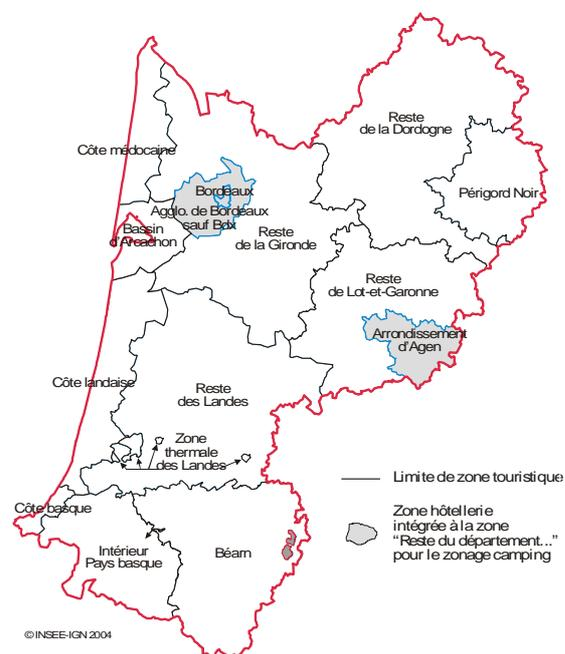 Reste
de la Dordogne
Côte médocaine
Périgord Noir
Bordeaux
Agglo. de Bordeaux
sauf Bdx
Bassin
d'Arcachon
Reste
de la Gironde
Reste
de Lot-et-Garonne
Arrondissement
d'Agen
Côte landaise
Reste
des Landes
Zone
thermale
des Landes
Limite de zone touristique
Côte basque
Zone hôtellerie
intégrée à la zone
“Reste du département...”
pour le zonage camping
Intérieur
Pays basque
Béarn
© INSEE-IGN 2004